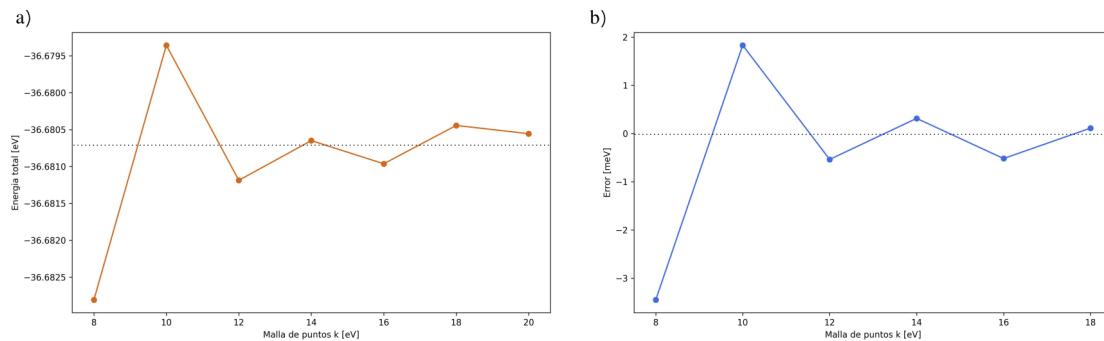 a)
−36.6795
−36.6800
−36.6805
−36.6810
−36.6815
−36.6820
−36.6825
Energia total [eV]
8 10 12 14 16 18 20
Malla de puntos k [eV]
b)
2
1
0
−1
−2
−3
Error [meV]
8 10 12 14 16 18
Malla de puntos k [eV]